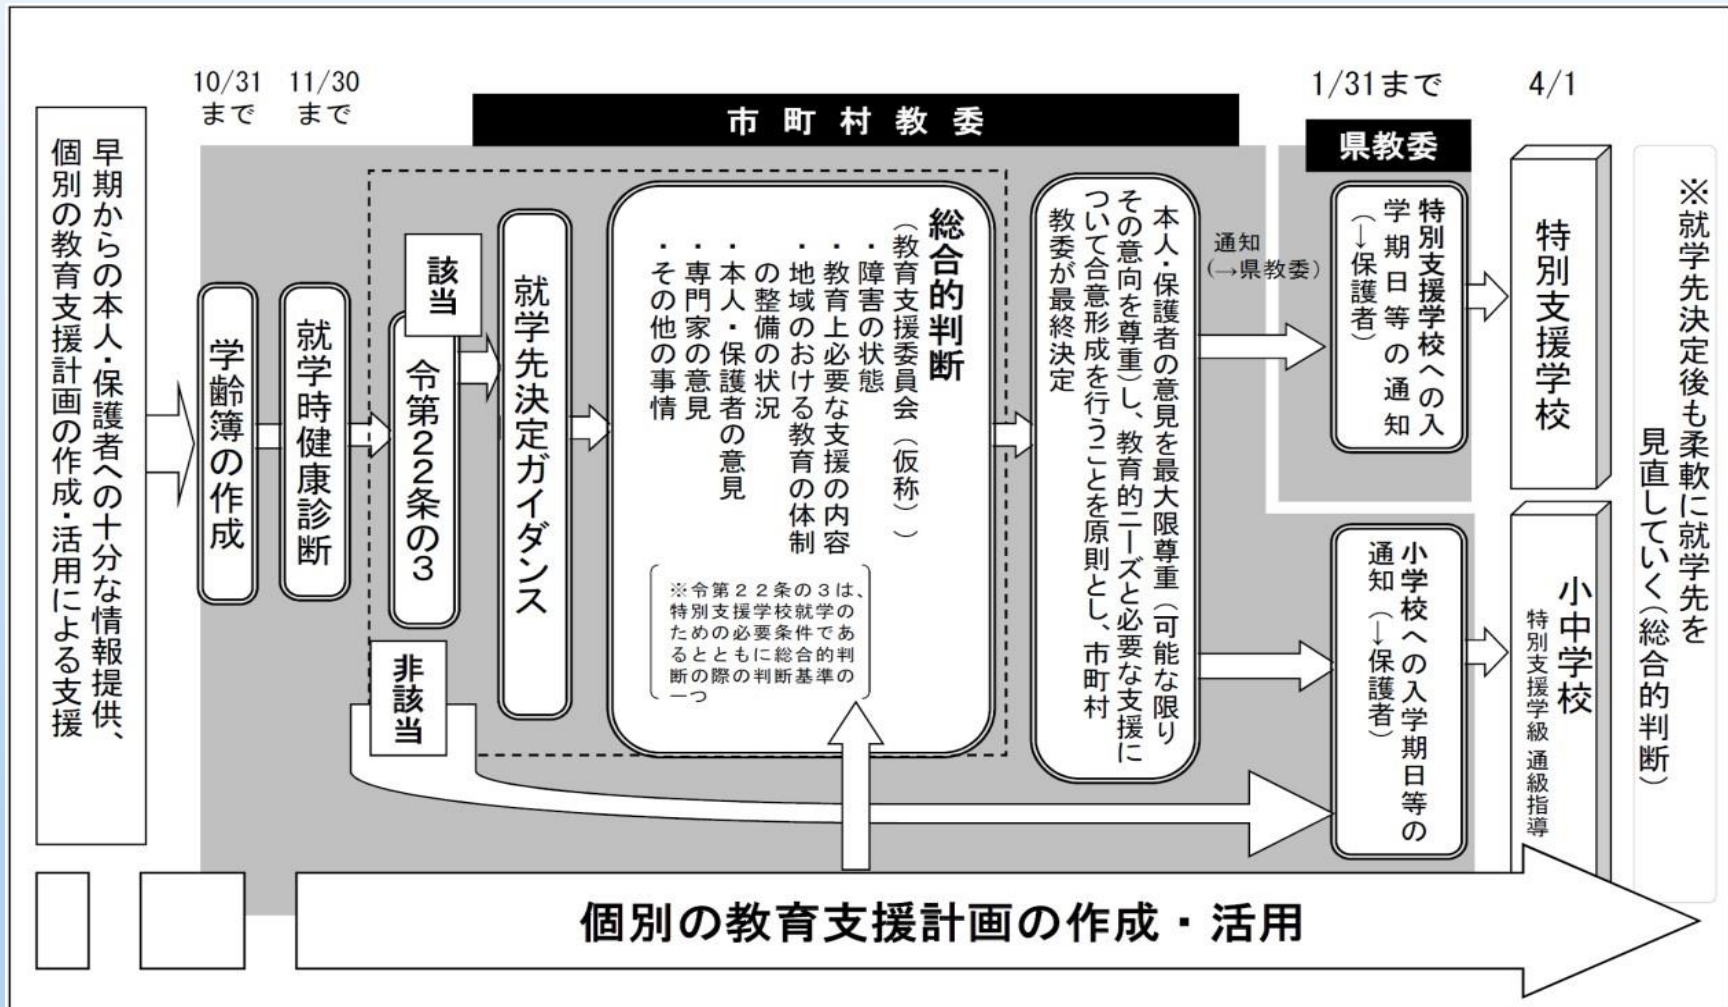 早期からの本人・保護者への十分な情報提供、
個別の教育支援計画の作成・活用による支援
10/31
まで
11/30
まで
市町村教委
1/31まで
県教委
4/1
学齢簿の作成
就学時健康診断
該当
令第22条の3
非該当
就学先決定ガイダンス
総合的判断
（教育支援委員会（仮称））
・障害の状態
・教育上必要な支援の内容
・地域のおける教育の体制
の整備の状況
・本人・保護者の意見
・専門家の意見
・その他の事情
※令第２２条の３は、
特別支援学校就学の
ための必要条件であ
るとともに総合的判
断の際の判断基準の
一つ
本人・保護者の意見を最大限尊重（可能な限り
その意向を尊重）し、教育的ニーズと必要な支援に
ついて合意形成を行うことを原則とし、市町村
教委が最終決定
通知
(→県教委)
特別支援学校への入
学期日等の通知
（→保護者）
小学校への入学期日等の
通知（→保護者）
特別支援学校
小中学校
特別支援学級 通級指導
※就学先決定後も柔軟に就学先を
見直していく（総合的判断）
個別の教育支援計画の作成・活用